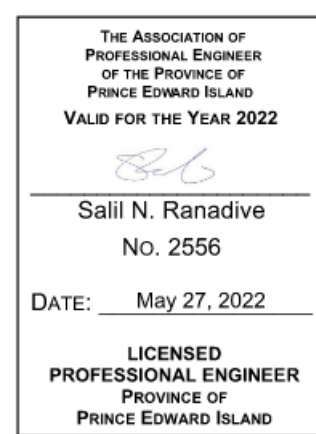 THE ASSOCIATION OF
PROFESSIONAL ENGINEER
OF THE PROVINCE OF
PRINCE EDWARD ISLAND
VALID FOR THE YEAR 2022
Salil N. Ranadive
NO. 2556
DATE: May 27, 2022
LICENSED
PROFESSIONAL ENGINEER
PROVINCE OF
PRINCE EDWARD ISLAND